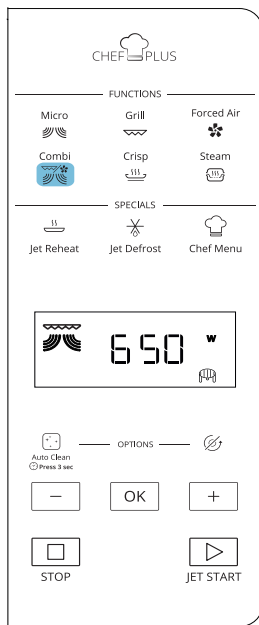 CHEF PLUS
FUNCTIONS
Micro Grill Forced Air
Combi Crisp Steam
SPECIALS
Jet Reheat Jet Defrost Chef Menu
650 W
Auto Clean
Press 3 sec
OPTIONS
− OK +
STOP JET START